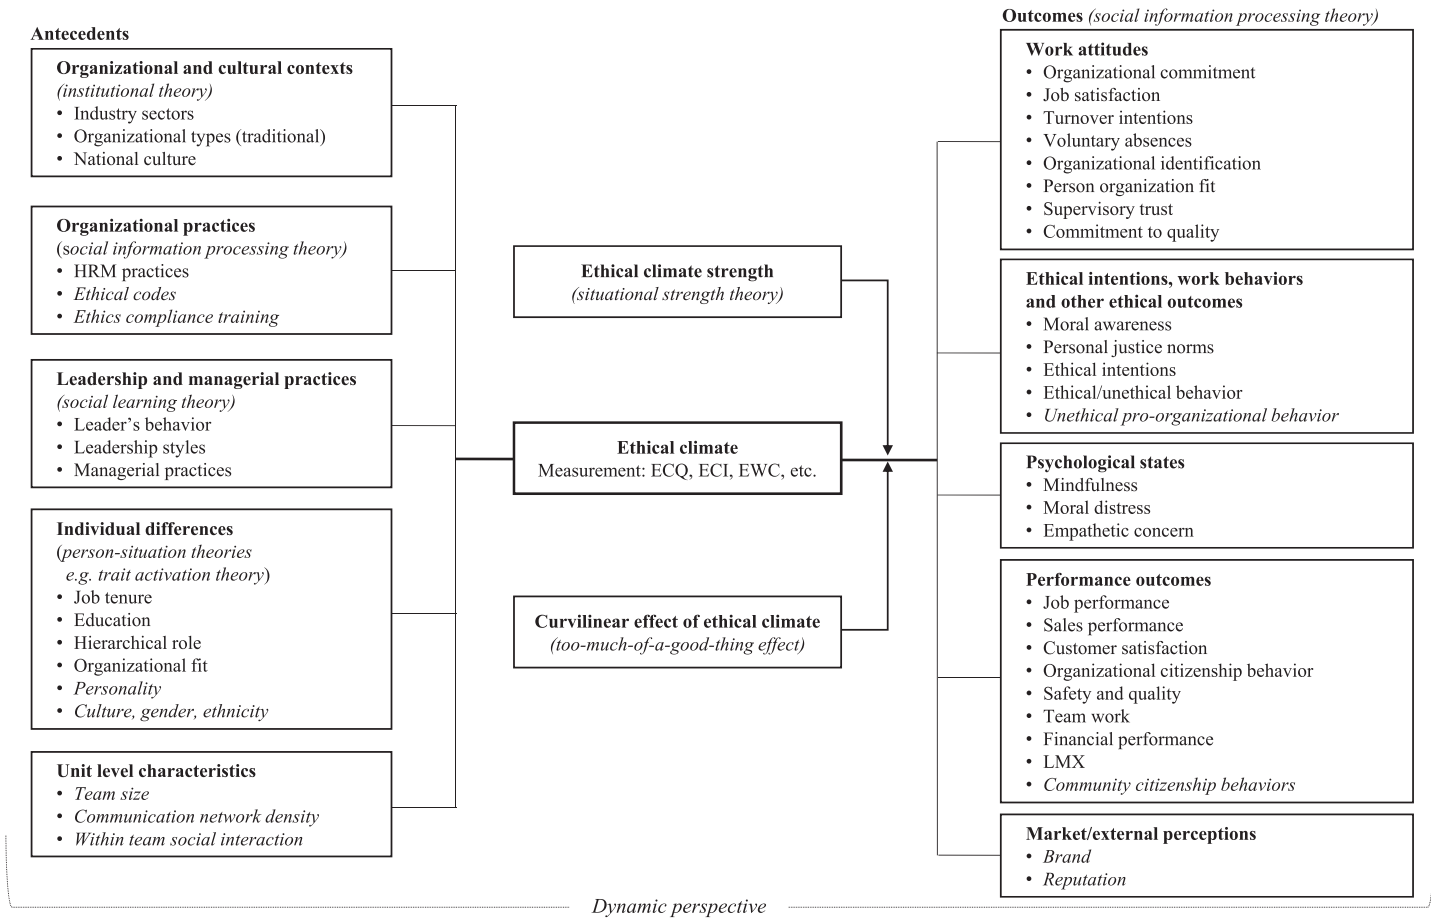 Antecedents
Organizational and cultural contexts
(institutional theory)
• Industry sectors
• Organizational types (traditional)
• National culture
Organizational practices
(social information processing theory)
• HRM practices
• Ethical codes
• Ethics compliance training
Leadership and managerial practices
(social learning theory)
• Leader’s behavior
• Leadership styles
• Managerial practices
Individual differences
(person-situation theories
e.g. trait activation theory)
• Job tenure
• Education
• Hierarchical role
• Organizational fit
• Personality
• Culture, gender, ethnicity
Unit level characteristics
• Team size
• Communication network density
• Within team social interaction
Ethical climate strength
(situational strength theory)
Ethical climate
Measurement: ECQ, ECI, EWC, etc.
Curvilinear effect of ethical climate
(too-much-of-a-good-thing effect)
Outcomes (social information processing theory)
Work attitudes
• Organizational commitment
• Job satisfaction
• Turnover intentions
• Voluntary absences
• Organizational identification
• Person organization fit
• Supervisory trust
• Commitment to quality
Ethical intentions, work behaviors
and other ethical outcomes
• Moral awareness
• Personal justice norms
• Ethical intentions
• Ethical/unethical behavior
• Unethical pro-organizational behavior
Psychological states
• Mindfulness
• Moral distress
• Empathetic concern
Performance outcomes
• Job performance
• Sales performance
• Customer satisfaction
• Organizational citizenship behavior
• Safety and quality
• Team work
• Financial performance
• LMX
• Community citizenship behaviors
Market/external perceptions
• Brand
• Reputation
Dynamic perspective